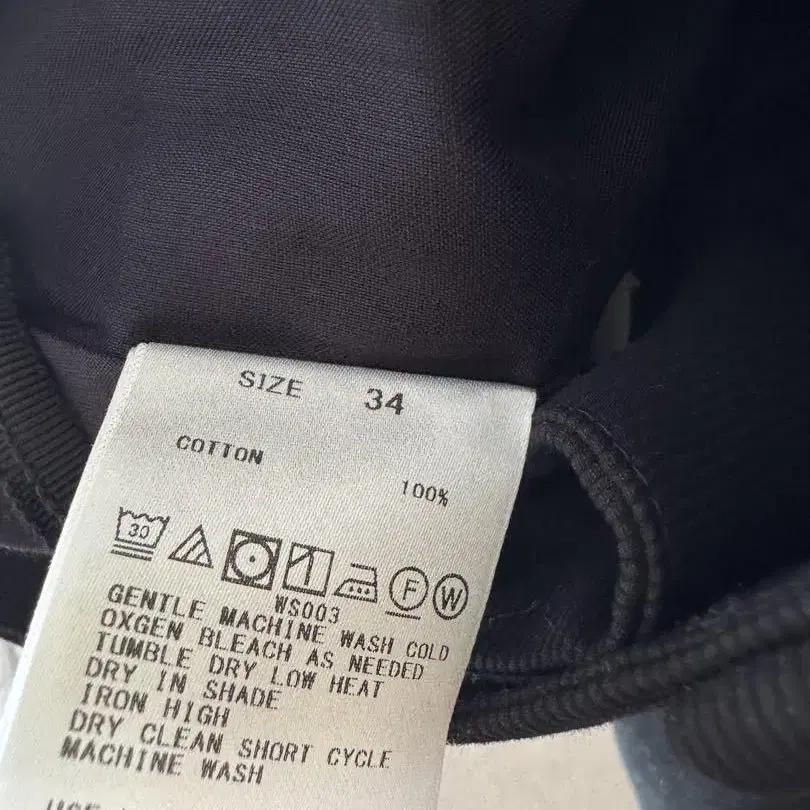 SIZE 34
COTTON
100%
30 F W
WS003
GENTLE MACHINE WASH COLD
OXGEN BLEACH AS NEEDED
TUMBLE DRY LOW HEAT
DRY IN SHADE
IRON HIGH
DRY CLEAN SHORT CYCLE
MACHINE WASH